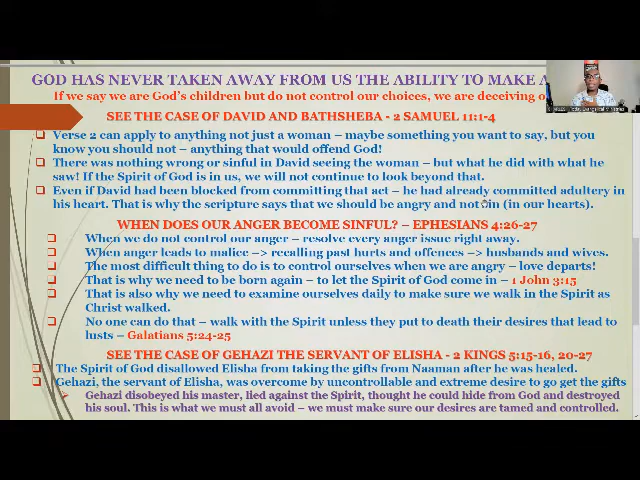 GOD HAS NEVER TAKEN AWAY FROM US THE ABILITY TO MAKE A
If we say we are God's children but do not control our choices, we are deceiving o
SEE THE CASE OF DAVID AND BATHSHEBA - 2 SAMUEL 11:1-4
Verse 2 can apply to anything not just a woman – maybe something you want to say, but you
know you should not – anything that would offend God!
There was nothing wrong or sinful in David seeing the woman – but what he did with what he
saw! If the Spirit of God is in us, we will not continue to look beyond that.
Even if David had been blocked from committing that act – he had already committed adultery in
his heart. That is why the scripture says that we should be angry and not sin (in our hearts).
WHEN DOES OUR ANGER BECOME SINFUL? – EPHESIANS 4:26-27
When we do not control our anger – resolve every anger issue right away.
When anger leads to malice –> recalling past hurts and offences –> husbands and wives.
The most difficult thing to do is to control ourselves when we are angry – love departs!
That is why we need to be born again – to let the Spirit of God come in – 1 John 3:15
That is also why we need to examine ourselves daily to make sure we walk in the Spirit as
Christ walked.
No one can do that – walk with the Spirit unless they put to death their desires that lead to
lusts – Galatians 5:24-25
SEE THE CASE OF GEHAZI THE SERVANT OF ELISHA - 2 KINGS 5:15-16, 20-27
The Spirit of God disallowed Elisha from taking the gifts from Naaman after he was healed.
Gehazi, the servant of Elisha, was overcome by uncontrollable and extreme desire to go get the gifts
Gehazi disobeyed his master, lied against the Spirit, thought he could hide from God and destroyed
his soul. This is what we must all avoid – we must make sure our desires are tamed and controlled.